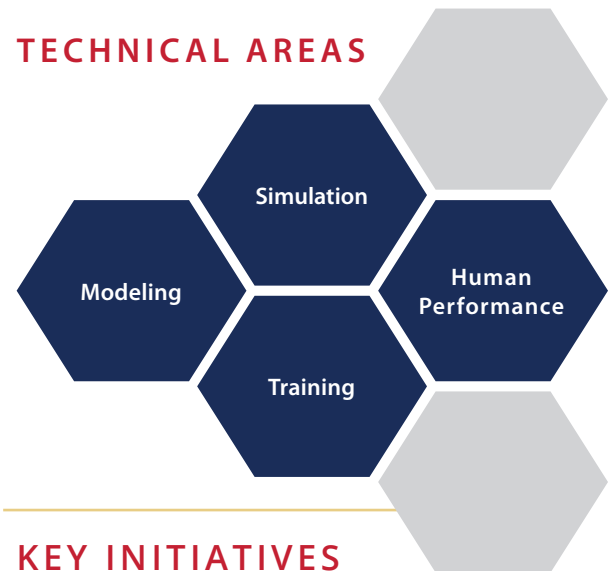 TECHNICAL AREAS
Simulation
Modeling
Human
Performance
Training
KEY INITIATIVES